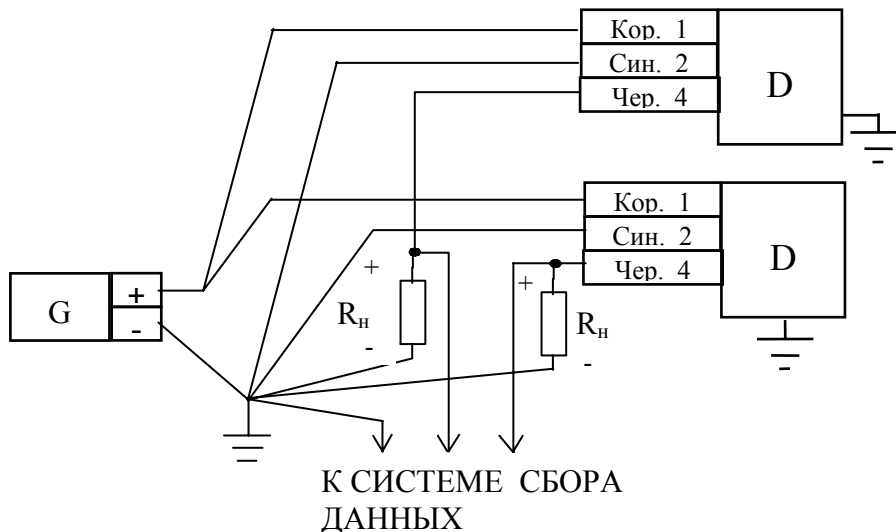 Кор. 1
Син. 2
Чер. 4
D
Кор. 1
Син. 2
Чер. 4
D
G
+
-
+
Rн
-
+
Rн
-
К СИСТЕМЕ СБОРА
ДАННЫХ